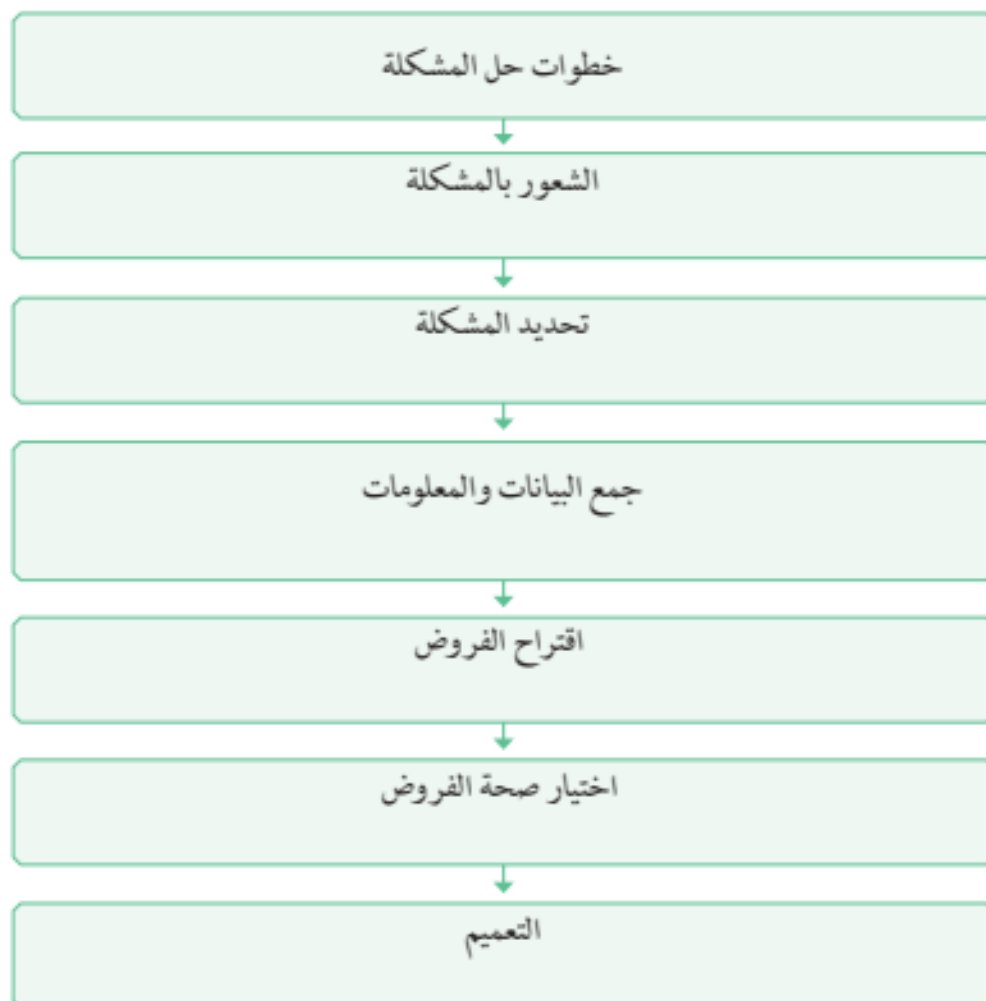 خطوات حل المشكلة
الشعور بالمشكلة
تحديد المشكلة
جمع البيانات والمعلومات
اقتراح الفروض
اختيار صحة الفروض
التعميم